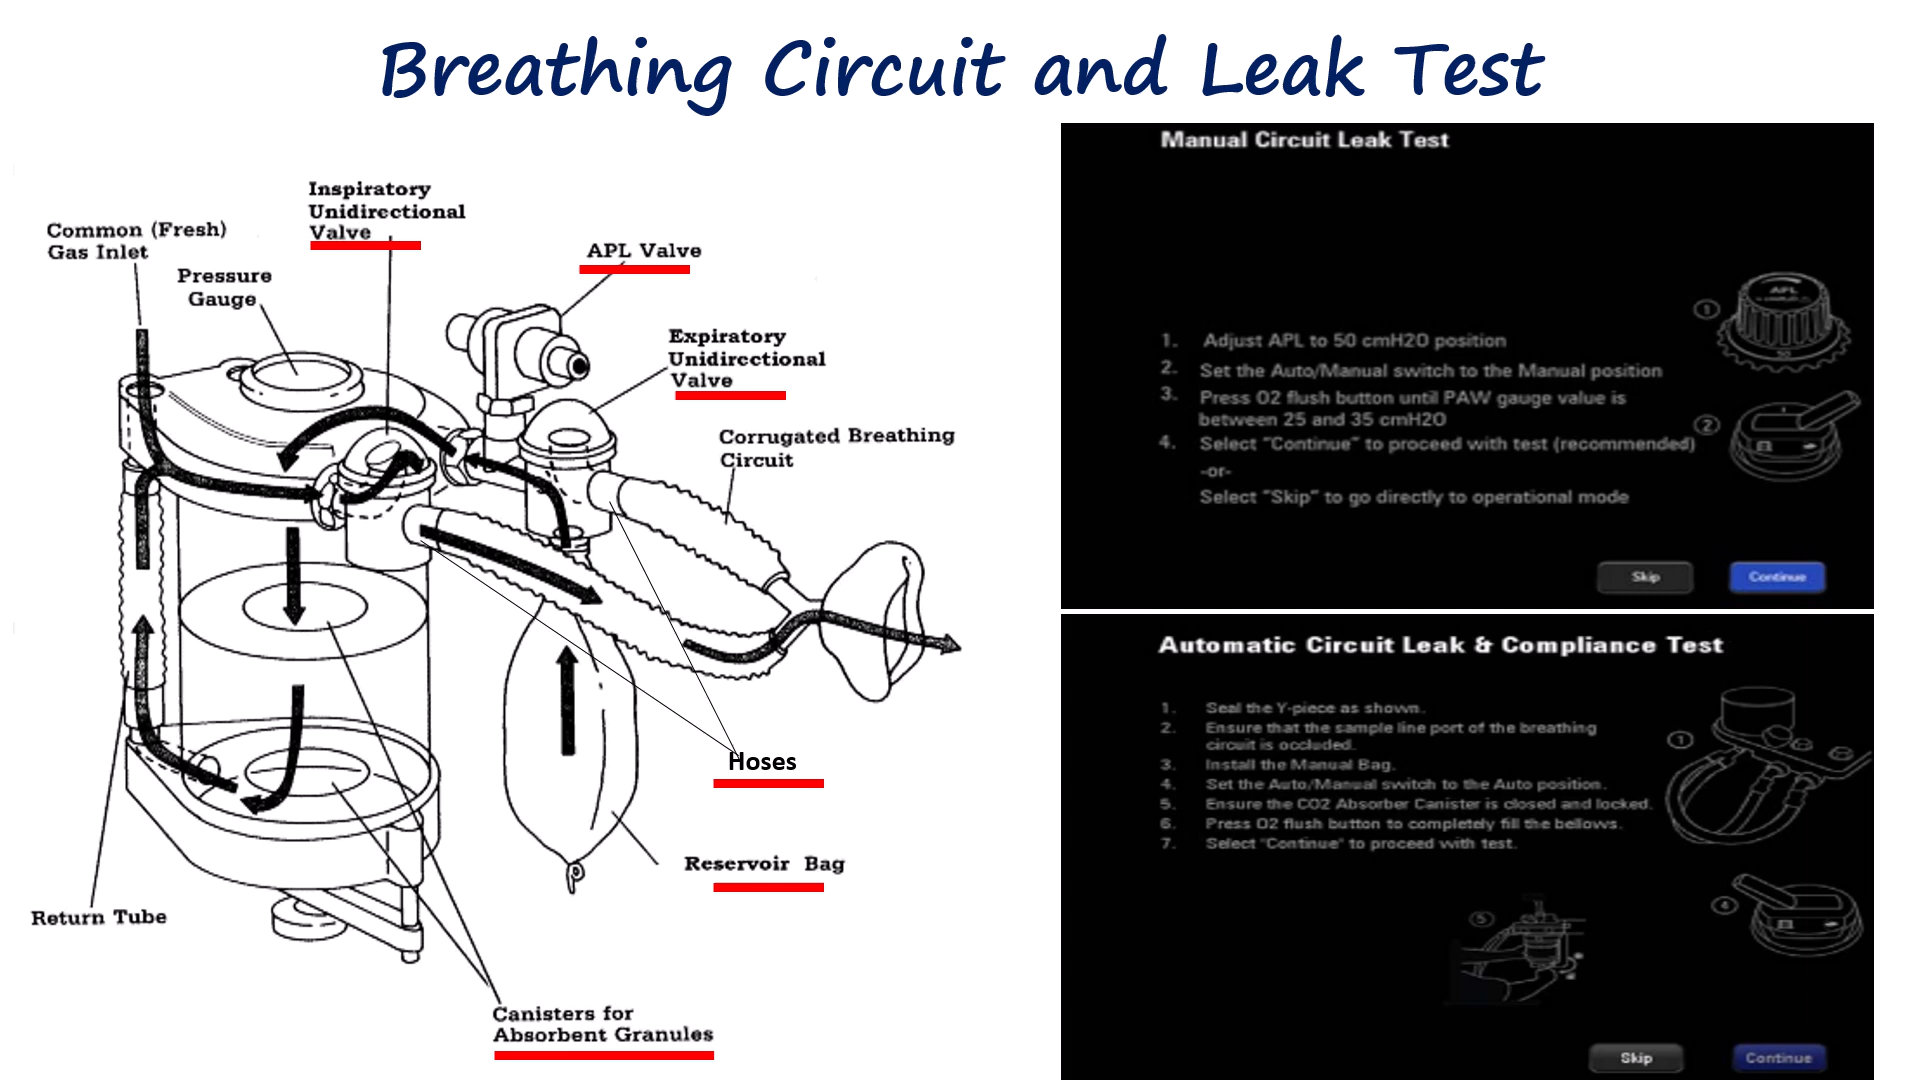 Breathing Circuit and Leak Test
Inspiratory
Unidirectional
Valve
Common (Fresh)
Gas Inlet
Pressure
Gauge
APL Valve
Expiratory
Unidirectional
Valve
Corrugated Breathing
Circuit
Hoses
Reservoir Bag
Return Tube
Canisters for
Absorbent Granules
Manual Circuit Leak Test
1. Adjust APL to 50 cmH2O position
2. Set the Auto/Manual switch to the Manual position
3. Press O2 flush button until PAW gauge value is
between 25 and 35 cmH2O
4. Select "Continue" to proceed with test (recommended)
-or-
Select "Skip" to go directly to operational mode
1
APL
50
2
Skip
Continue
Automatic Circuit Leak & Compliance Test
1. Seal the Y-piece as shown.
2. Ensure that the sample line port of the breathing
circuit is occluded.
3. Install the Manual Bag.
4. Set the Auto/Manual switch to the Auto position.
5. Ensure the CO2 Absorber Canister is closed and locked.
6. Press O2 flush button to completely fill the bellows.
7. Select "Continue" to proceed with test.
1
4
5
Skip
Continue